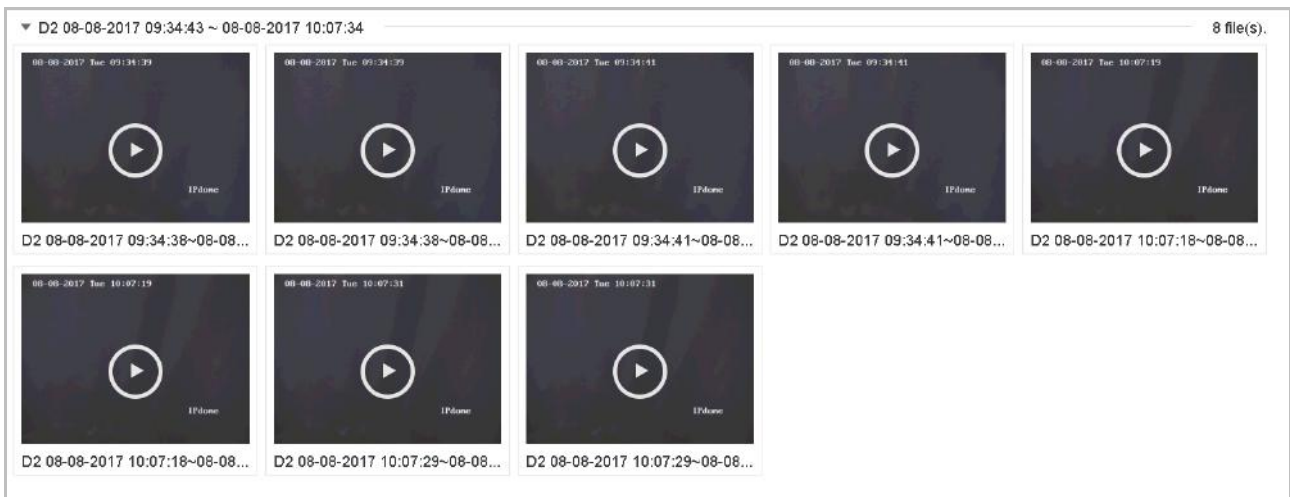 D2 08-08-2017 09:34:43 ~ 08-08-2017 10:07:34
8 file(s).
08-08-2017 Tue 09:34:39
08-08-2017 Tue 09:34:39
08-08-2017 Tue 09:34:41
08-08-2017 Tue 09:34:41
08-08-2017 Tue 10:07:19
IPdome
IPdome
IPdome
IPdome
IPdome
D2 08-08-2017 09:34:38~08-08...
D2 08-08-2017 09:34:38~08-08...
D2 08-08-2017 09:34:41~08-08...
D2 08-08-2017 09:34:41~08-08...
D2 08-08-2017 10:07:18~08-08...
08-08-2017 Tue 10:07:19
08-08-2017 Tue 10:07:31
08-08-2017 Tue 10:07:31
IPdome
IPdome
IPdome
D2 08-08-2017 10:07:18~08-08...
D2 08-08-2017 10:07:29~08-08...
D2 08-08-2017 10:07:29~08-08...